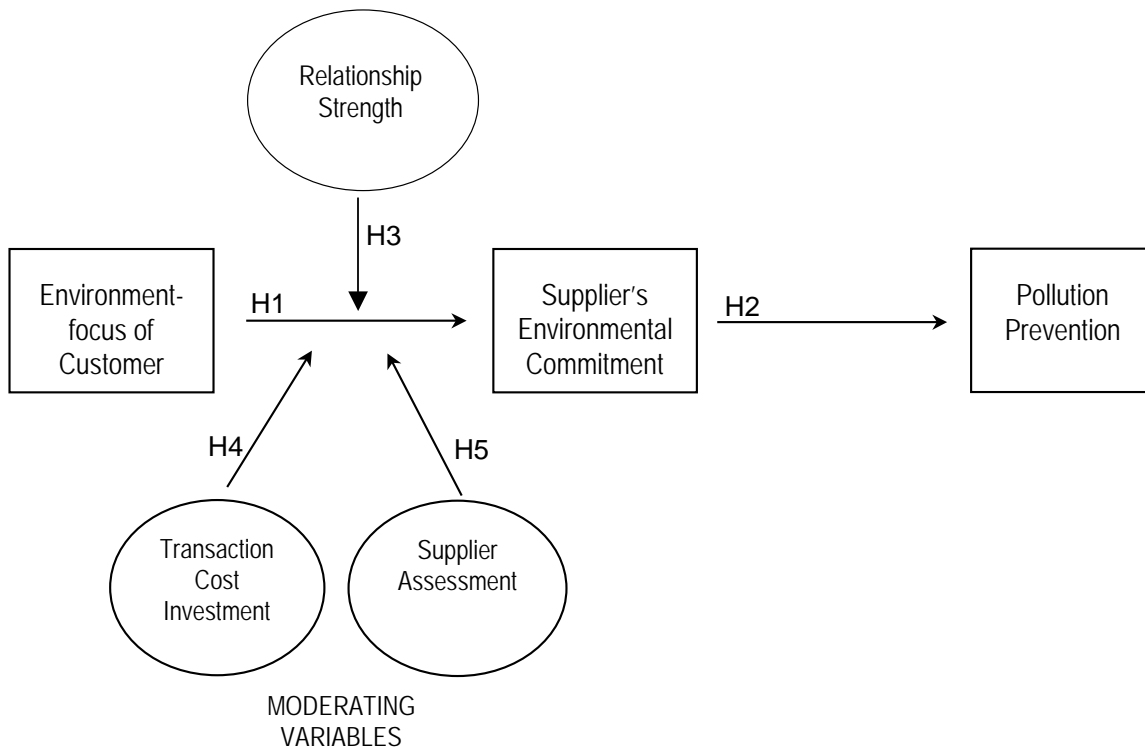 Relationship
Strength
H3
Environment-
focus of
Customer
H1
Supplier's
Environmental
Commitment
H2
Pollution
Prevention
H4
H5
Transaction
Cost
Investment
Supplier
Assessment
MODERATING
VARIABLES